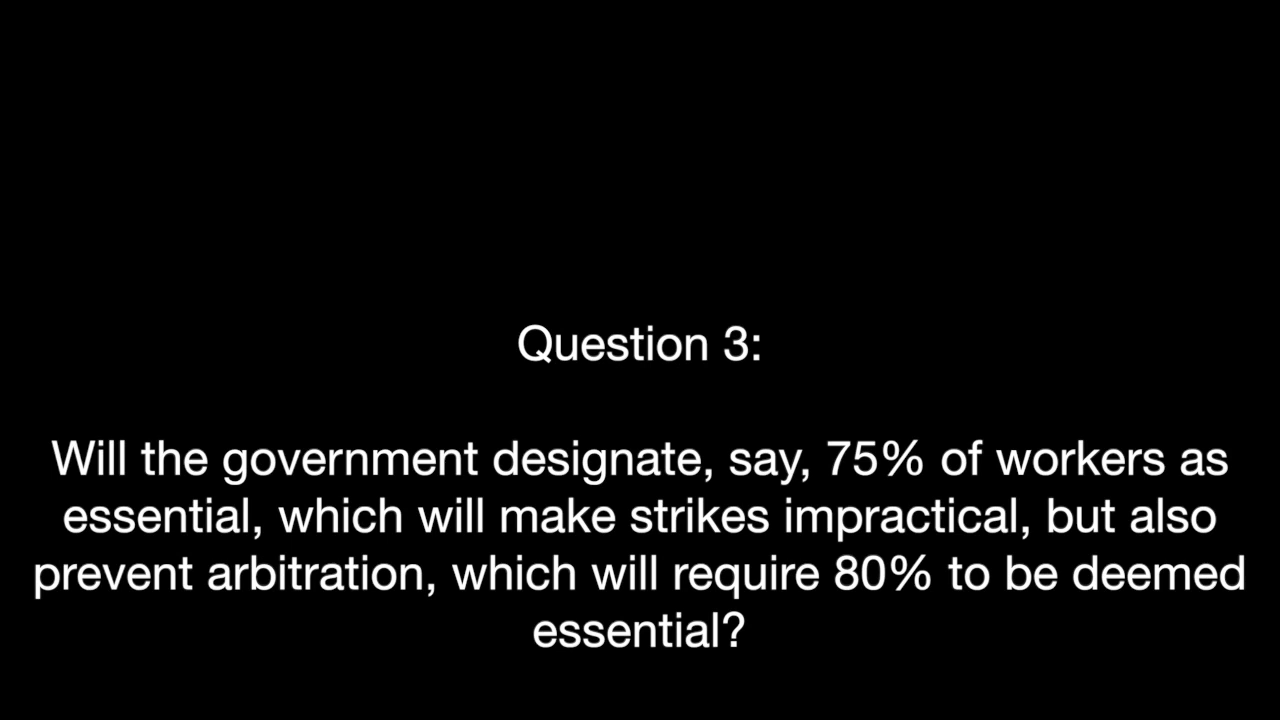 Question 3:
Will the government designate, say, 75% of workers as
essential, which will make strikes impractical, but also
prevent arbitration, which will require 80% to be deemed
essential?